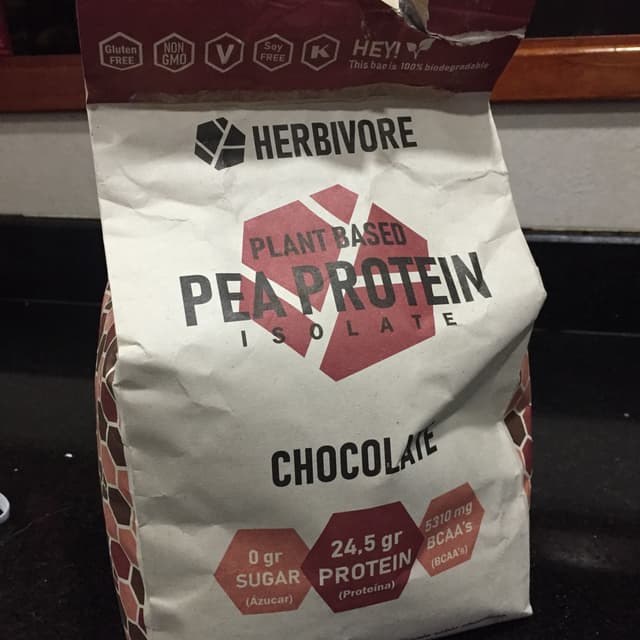 Gluten
FREE
NON
GMO
V
Soy
FREE
K
HEY!
This bag is 100% biodegradable
HERBIVORE
PLANT BASED
PEA PROTEIN
ISOLATE
CHOCOLATE
0 gr
SUGAR
(Azucar)
24,5 gr
PROTEIN
(Proteína)
5310 mg
BCAA's
(BCAA's)